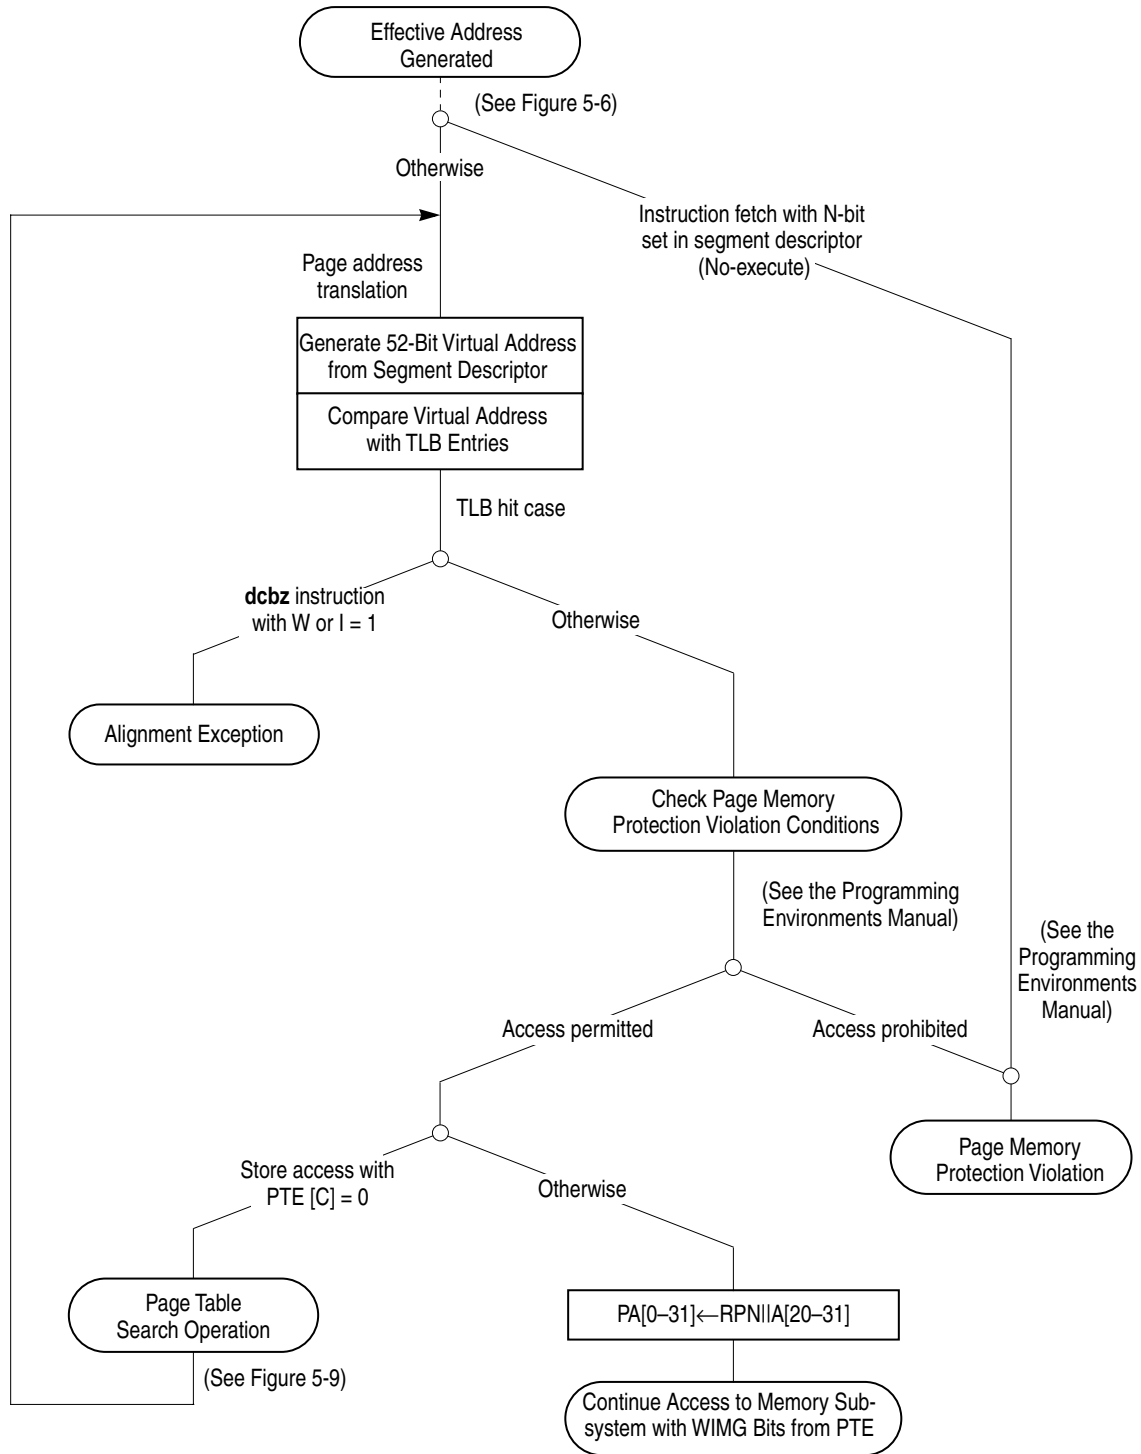 Effective Address
Generated
(See Figure 5-6)
Otherwise
Instruction fetch with N-bit
set in segment descriptor
(No-execute)
Page address
translation
Generate 52-Bit Virtual Address
from Segment Descriptor
Compare Virtual Address
with TLB Entries
TLB hit case
dcbz instruction
with W or I = 1
Otherwise
Alignment Exception
Check Page Memory
Protection Violation Conditions
(See the Programming
Environments Manual)
(See the
Programming
Environments
Manual)
Access permitted
Access prohibited
Page Memory
Protection Violation
Store access with
PTE [C] = 0
Otherwise
Page Table
Search Operation
(See Figure 5-9)
PA[0–31]←RPN||A[20–31]
Continue Access to Memory Sub-
system with WIMG Bits from PTE